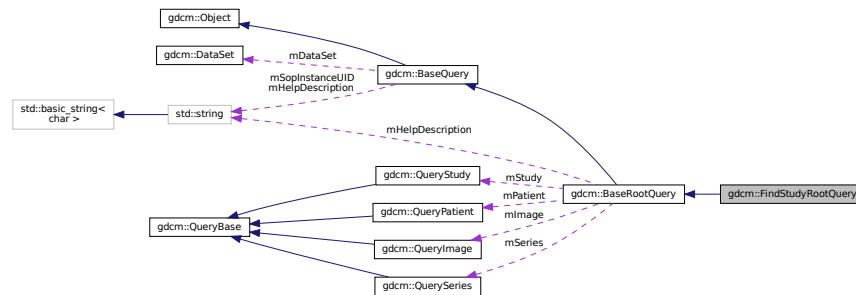 gdcm::Object
gdcm::DataSet
mDataSet
gdcm::BaseQuery
mSopInstanceUID
mHelpDescription
std::basic_string<
char >
std::string
mHelpDescription
gdcm::QueryStudy
mStudy
gdcm::BaseRootQuery
gdcm::FindStudyRootQuery
mPatient
gdcm::QueryPatient
mImage
gdcm::QueryBase
gdcm::QueryImage
mSeries
gdcm::QuerySeries